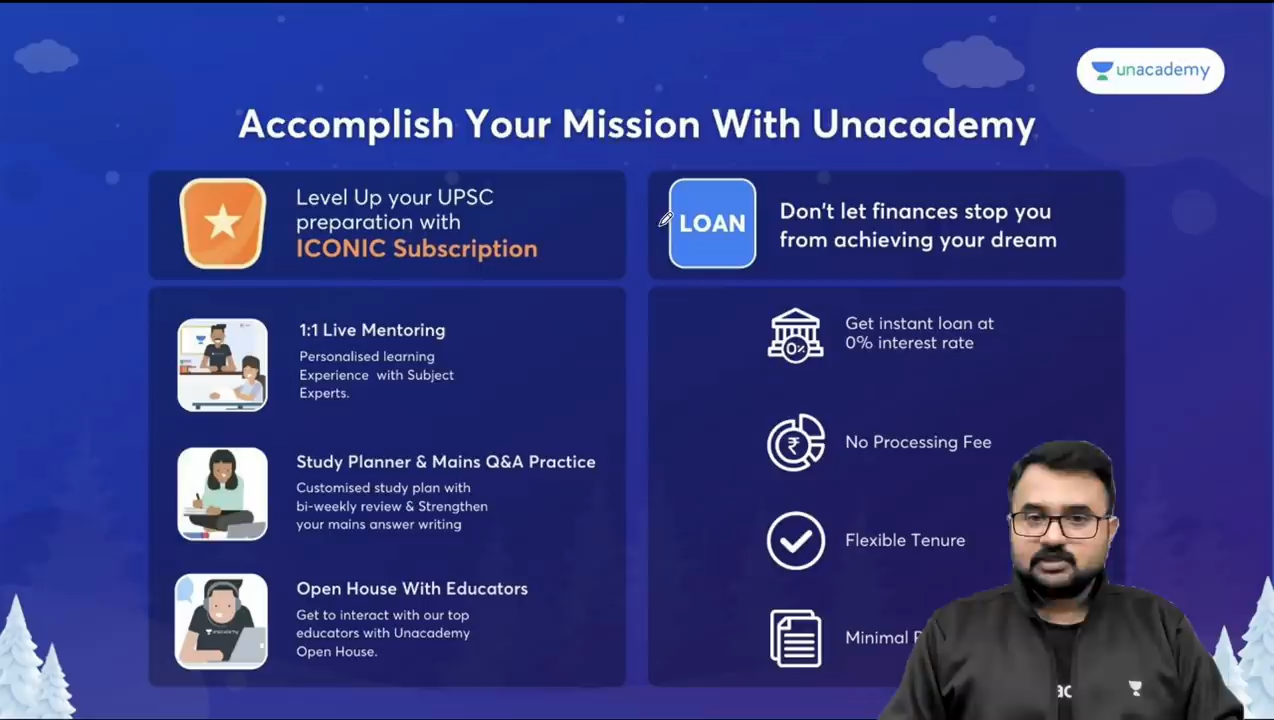 unacademy
Accomplish Your Mission With Unacademy
Level Up your UPSC
preparation with
ICONIC Subscription
1:1 Live Mentoring
Personalised learning
Experience with Subject
Experts.
Study Planner & Mains Q&A Practice
Customised study plan with
bi-weekly review & Strengthen
your mains answer writing
Open House With Educators
Get to interact with our top
educators with Unacademy
Open House.
LOAN
Don't let finances stop you
from achieving your dream
Get instant loan at
0% interest rate
0%
₹
No Processing Fee
Flexible Tenure
Minimal